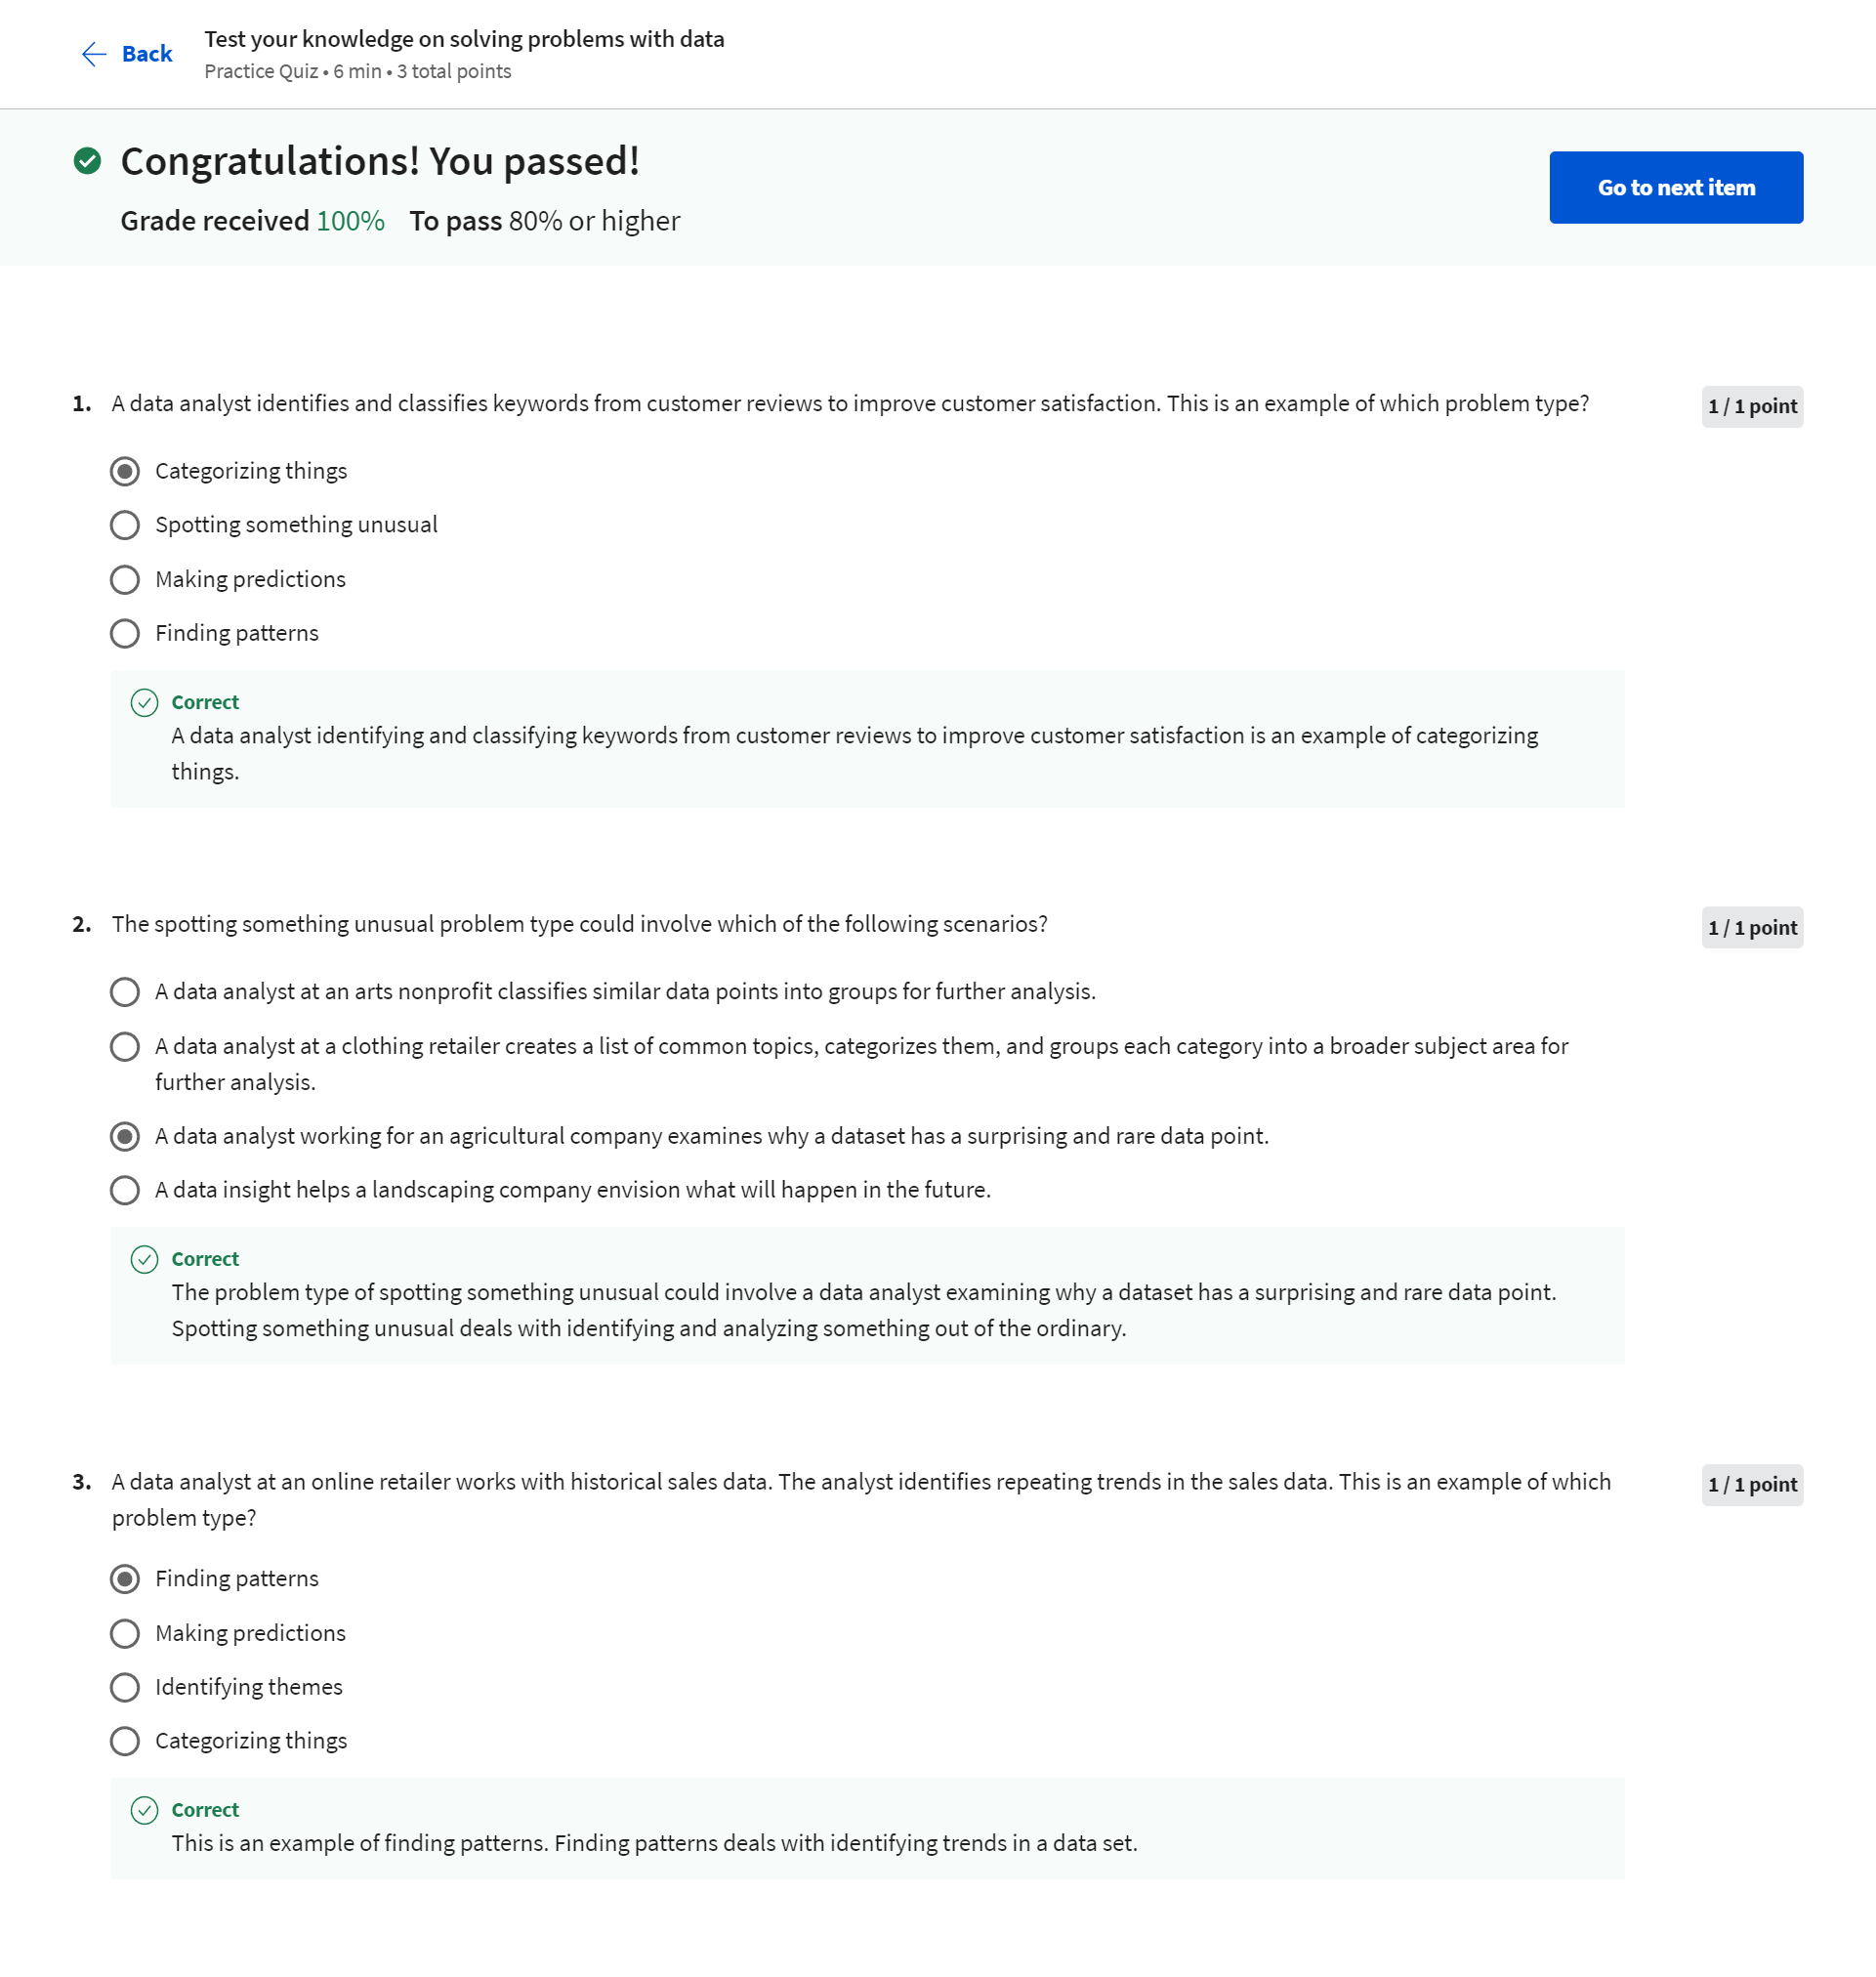 Back
Test your knowledge on solving problems with data
Practice Quiz • 6 min • 3 total points
Congratulations! You passed!
Grade received 100% To pass 80% or higher
Go to next item
1. A data analyst identifies and classifies keywords from customer reviews to improve customer satisfaction. This is an example of which problem type?
1 / 1 point
Categorizing things
Spotting something unusual
Making predictions
Finding patterns
Correct
A data analyst identifying and classifying keywords from customer reviews to improve customer satisfaction is an example of categorizing
things.
2. The spotting something unusual problem type could involve which of the following scenarios?
1 / 1 point
A data analyst at an arts nonprofit classifies similar data points into groups for further analysis.
A data analyst at a clothing retailer creates a list of common topics, categorizes them, and groups each category into a broader subject area for
further analysis.
A data analyst working for an agricultural company examines why a dataset has a surprising and rare data point.
A data insight helps a landscaping company envision what will happen in the future.
Correct
The problem type of spotting something unusual could involve a data analyst examining why a dataset has a surprising and rare data point.
Spotting something unusual deals with identifying and analyzing something out of the ordinary.
3. A data analyst at an online retailer works with historical sales data. The analyst identifies repeating trends in the sales data. This is an example of which
problem type?
1 / 1 point
Finding patterns
Making predictions
Identifying themes
Categorizing things
Correct
This is an example of finding patterns. Finding patterns deals with identifying trends in a data set.